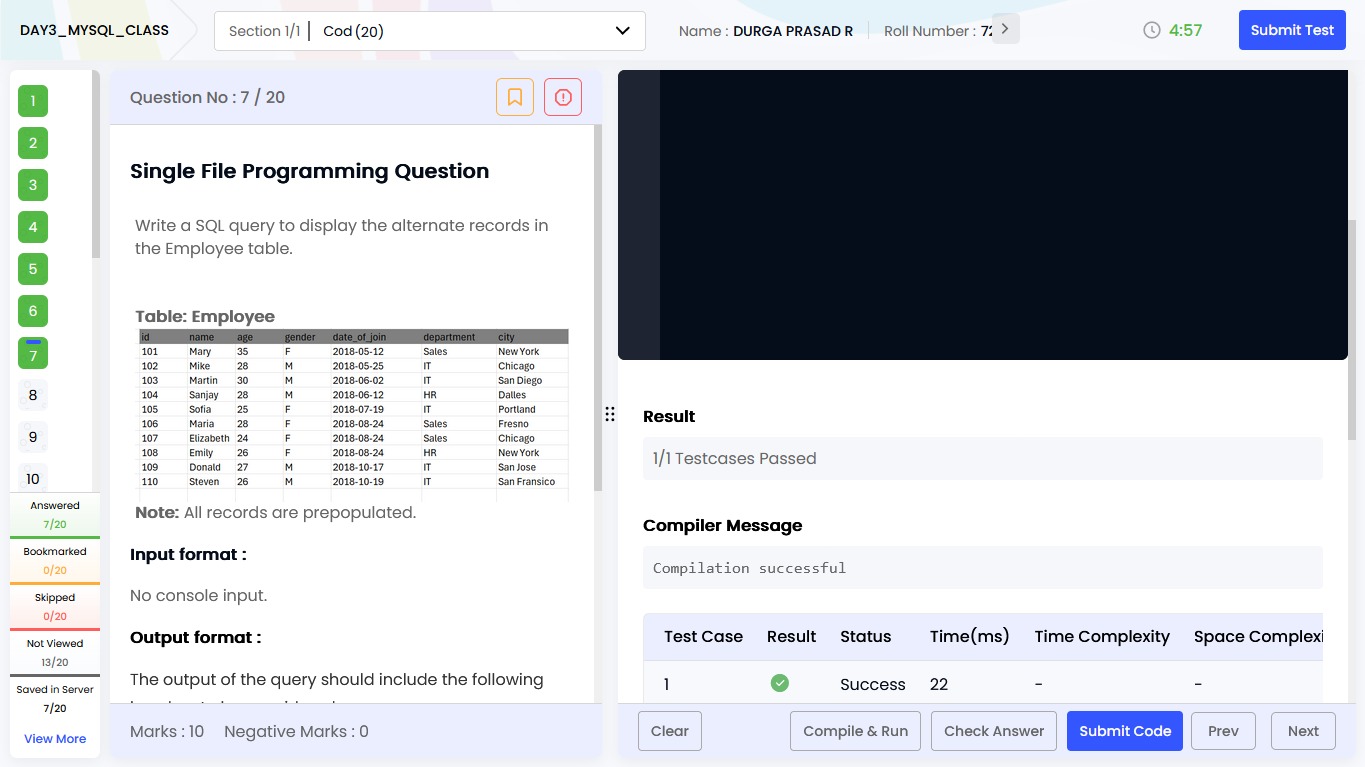 DAY3_MYSQL_CLASS
Section 1/1 | Cod (20)
Name : DURGA PRASAD R
Roll Number :
4:57
Submit Test
1
2
3
4
5
6
7
8
9
10
Answered
7/20
Bookmarked
0/20
Skipped
0/20
Not Viewed
13/20
Saved in Server
7/20
View More
Question No : 7 / 20
Single File Programming Question
Write a SQL query to display the alternate records in
the Employee table.
Table: Employee
id name age gender date_of_join department city
101 Mary 35 F 2018-05-12 Sales New York
102 Mike 28 M 2018-05-25 IT Chicago
103 Martin 30 M 2018-06-02 IT San Diego
104 Sanjay 28 M 2018-06-12 HR Dalles
105 Sofia 25 F 2018-07-19 IT Portland
106 Maria 28 F 2018-08-24 Sales Fresno
107 Elizabeth 24 F 2018-08-24 Sales Chicago
108 Emily 26 F 2018-08-24 HR New York
109 Donald 27 M 2018-10-17 IT San Jose
110 Steven 26 M 2018-10-19 IT San Fransico
Note: All records are prepopulated.
Input format :
No console input.
Output format :
The output of the query should include the following
Marks : 10 Negative Marks : 0
Result
1/1 Testcases Passed
Compiler Message
Compilation successful
Test Case Result Status Time(ms) Time Complexity Space Complexi
1 Success 22 - -
Clear
Compile & Run
Check Answer
Submit Code
Prev
Next